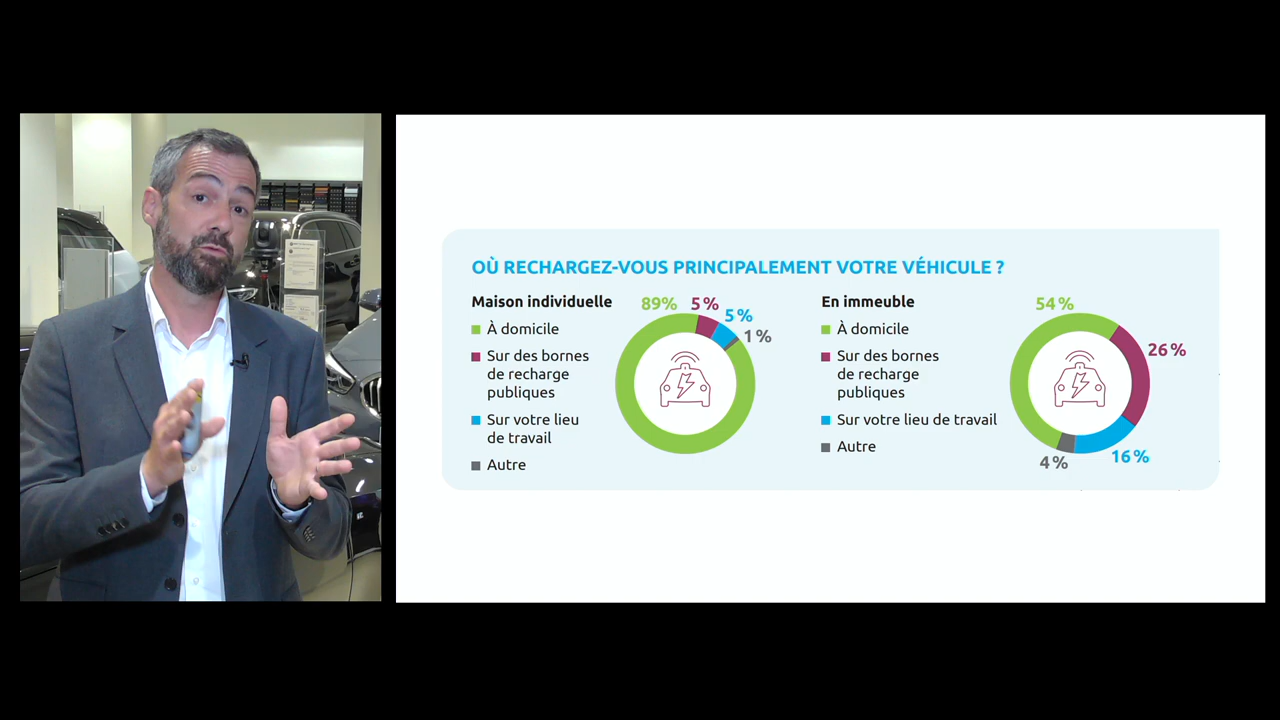 OÙ RECHARGEZ-VOUS PRINCIPALEMENT VOTRE VÉHICULE ?
Maison individuelle
À domicile
Sur des bornes
de recharge
publiques
Sur votre lieu
de travail
Autre
89%
5 %
5 %
1 %
En immeuble
À domicile
Sur des bornes
de recharge
publiques
Sur votre lieu de travail
Autre
54 %
26 %
16 %
4 %